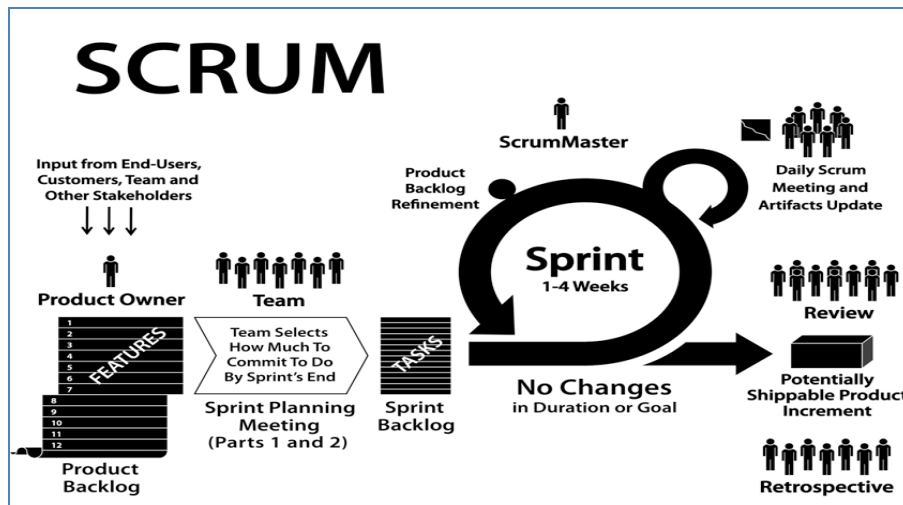 SCRUM
Input from End-Users,
Customers, Team and
Other Stakeholders
Product Owner
Team
1
2
3
4
5
6
7
8
9
10
11
12
FEATURES
Product
Backlog
Team Selects
How Much To
Commit To Do
By Sprint's End
Sprint Planning
Meeting
(Parts 1 and 2)
TASKS
Sprint
Backlog
ScrumMaster
Product
Backlog
Refinement
Sprint
1-4 Weeks
No Changes
in Duration or Goal
Daily Scrum
Meeting and
Artifacts Update
Review
Potentially
Shippable Product
Increment
Retrospective